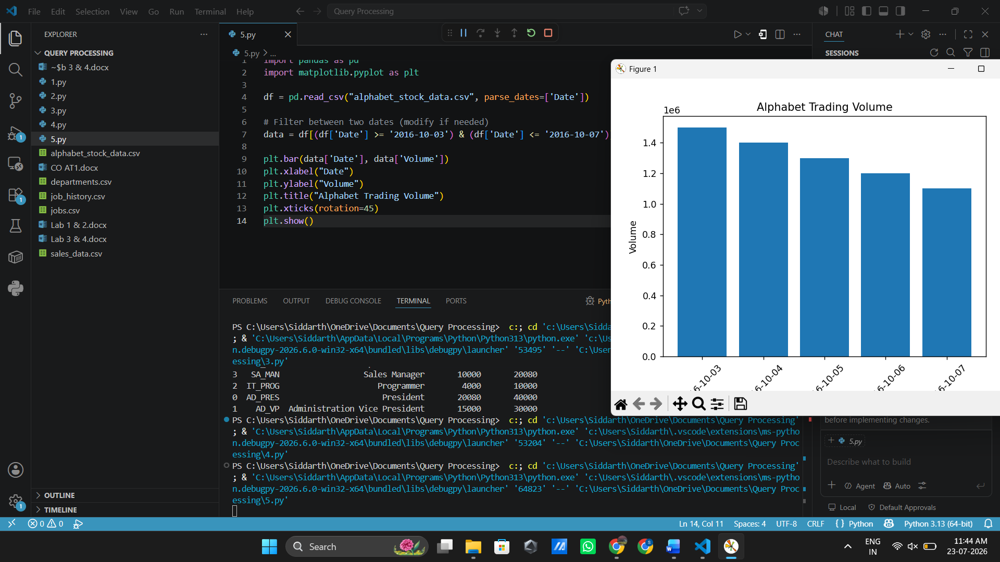 File Edit Selection View Go Run Terminal Help
Query Processing
EXPLORER
QUERY PROCESSING
~$b 3 & 4.docx
1.py
2.py
3.py
4.py
5.py
alphabet_stock_data.csv
CO AT1.docx
departments.csv
job_history.csv
jobs.csv
Lab 1 & 2.docx
Lab 3 & 4.docx
sales_data.csv
OUTLINE
TIMELINE
1
1
1
5.py
5.py > ...
1 import pandas as pd
2 import matplotlib.pyplot as plt
3
4 df = pd.read_csv("alphabet_stock_data.csv", parse_dates=['Date'])
5
6 # Filter between two dates (modify if needed)
7 data = df[(df['Date'] >= '2016-10-03') & (df['Date'] <= '2016-10-07')
8
9 plt.bar(data['Date'], data['Volume'])
10 plt.xlabel("Date")
11 plt.ylabel("Volume")
12 plt.title("Alphabet Trading Volume")
13 plt.xticks(rotation=45)
14 plt.show()
PROBLEMS OUTPUT DEBUG CONSOLE TERMINAL PORTS
Pyth
PS C:\Users\Siddarth\OneDrive\Documents\Query Processing> c:; cd 'c:\Users\Sidda
; & 'C:\Users\Siddarth\AppData\Local\Programs\Python\Python313\python.exe' 'c:\Us
n.debugpy-2026.6.0-win32-x64\bundled\libs\debugpy\launcher' '53495' '--' 'C:\User
essing\3.py'
3 SA_MAN Sales Manager 10000 20080
2 IT_PROG Programmer 4000 10000
0 AD_PRES President 20080 40000
1 AD_VP Administration Vice President 15000 30000
PS C:\Users\Siddarth\OneDrive\Documents\Query Processing> c:; cd 'c:\Users\Siddarth\OneDrive\Documents\Query Processing'
; & 'C:\Users\Siddarth\AppData\Local\Programs\Python\Python313\python.exe' 'c:\Users\Siddarth\.vscode\extensions\ms-pytho
n.debugpy-2026.6.0-win32-x64\bundled\libs\debugpy\launcher' '53204' '--' 'C:\Users\Siddarth\OneDrive\Documents\Query Proc
essing\4.py'
PS C:\Users\Siddarth\OneDrive\Documents\Query Processing> c:; cd 'c:\Users\Siddarth\OneDrive\Documents\Query Processing'
; & 'C:\Users\Siddarth\AppData\Local\Programs\Python\Python313\python.exe' 'c:\Users\Siddarth\.vscode\extensions\ms-pytho
n.debugpy-2026.6.0-win32-x64\bundled\libs\debugpy\launcher' '64823' '--' 'C:\Users\Siddarth\OneDrive\Documents\Query Proc
essing\5.py'
CHAT
SESSIONS
Figure 1
Alphabet Trading Volume
1e6
1.4
1.2
1.0
0.8
0.6
0.4
0.2
0.0
Volume
6-10-03
6-10-04
6-10-05
6-10-06
6-10-07
before implementing changes.
5.py
Describe what to build
Agent Auto
Local Default Approvals
0 0
Ln 14, Col 11 Spaces: 4 UTF-8 CRLF Python Python 3.13 (64-bit)
Search
ENG
IN
11:44 AM
23-07-2026